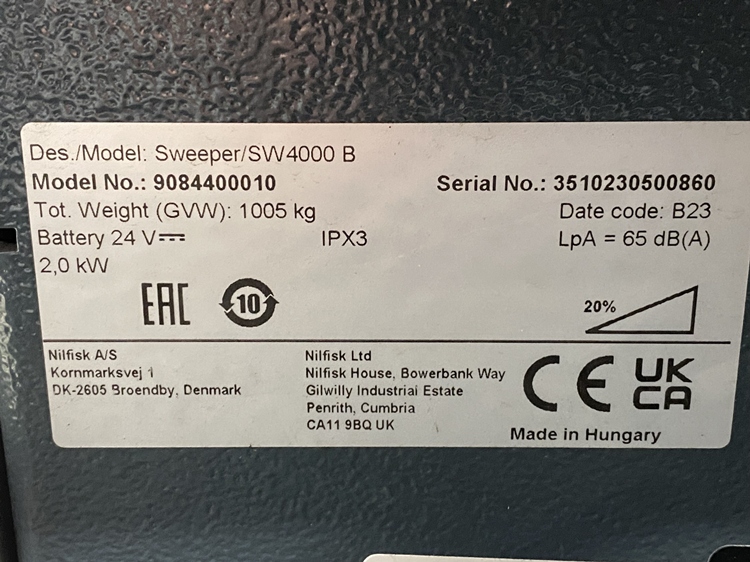 Des./Model: Sweeper/SW4000 B
Model No.: 9084400010 Serial No.: 3510230500860
Tot. Weight (GVW): 1005 kg Date code: B23
Battery 24 V⎓ IPX3 LpA = 65 dB(A)
2,0 kW
EAC 10 20%
Nilfisk A/S
Kornmarksvej 1
DK-2605 Broendby, Denmark
Nilfisk Ltd
Nilfisk House, Bowerbank Way
Gilwilly Industrial Estate
Penrith, Cumbria
CA11 9BQ UK
CE UK
CA
Made in Hungary